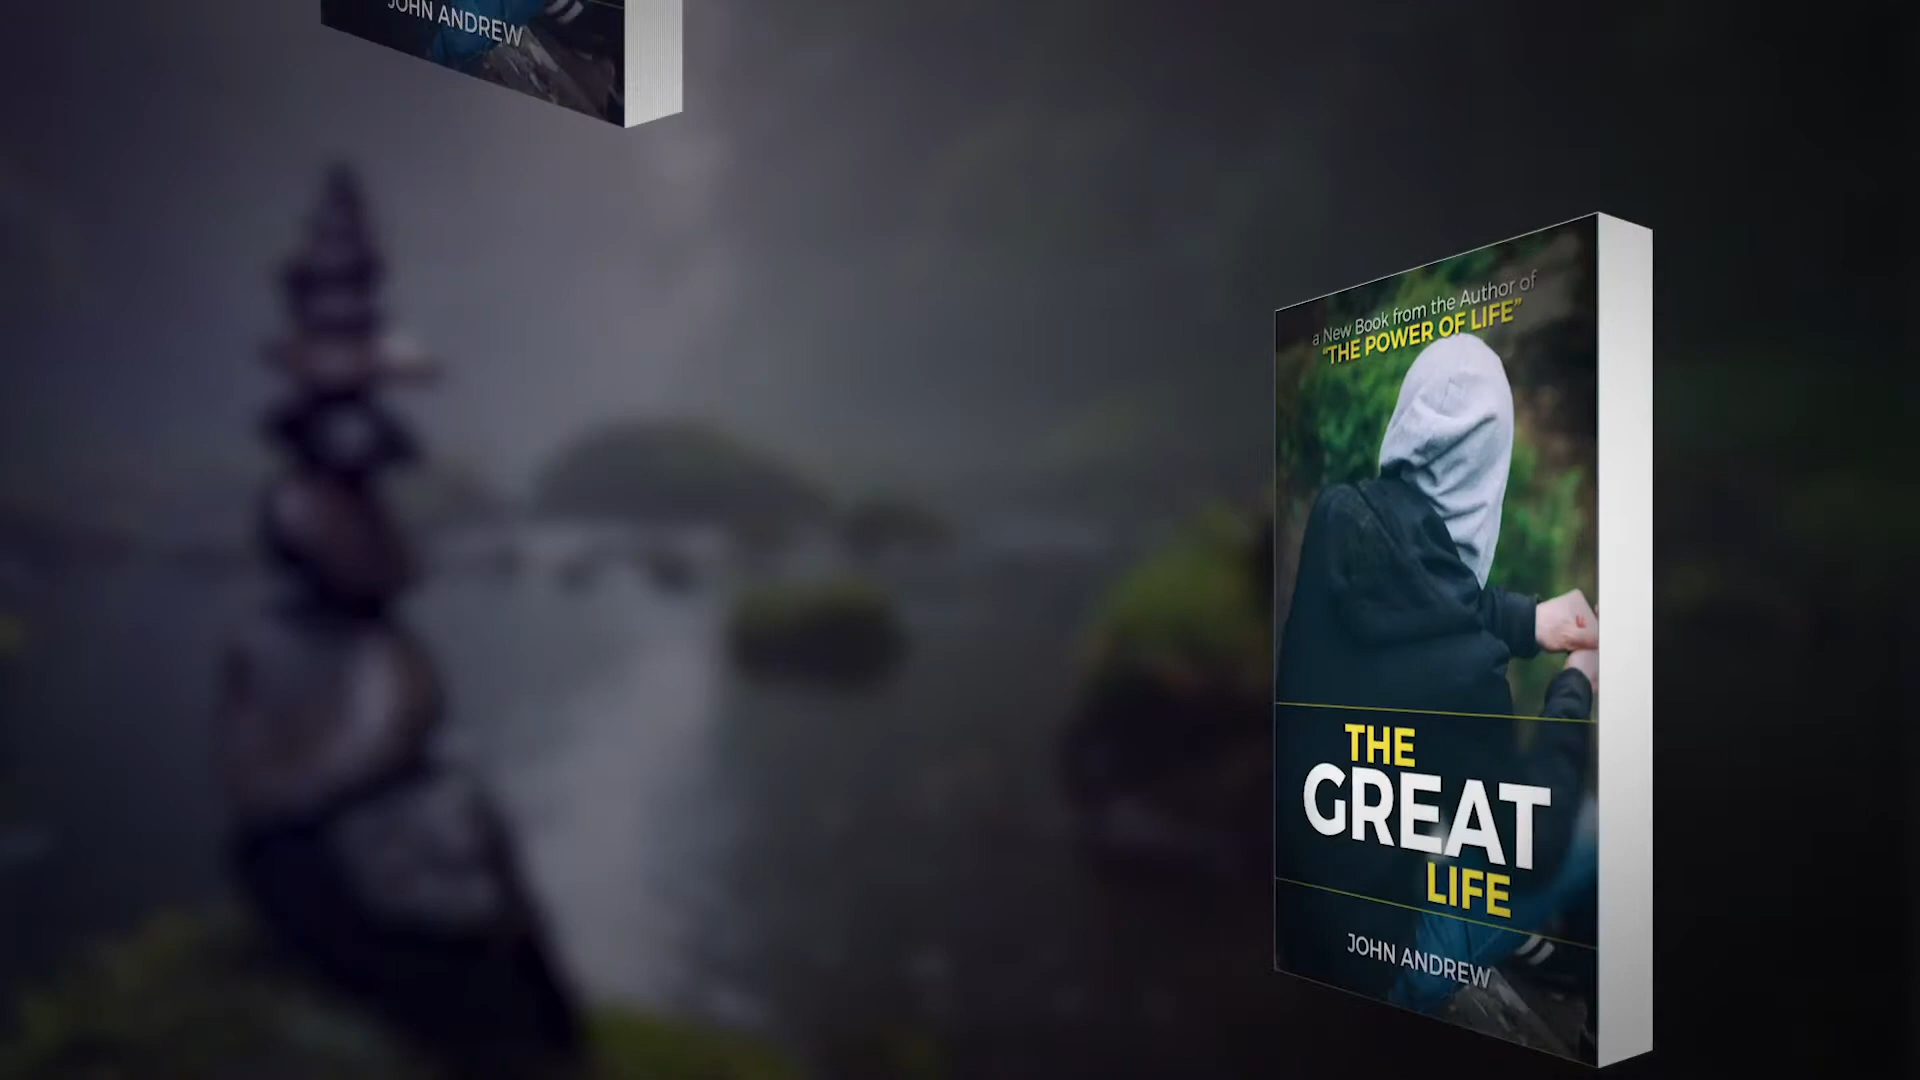 JOHN ANDREW
a New Book from the Author of
"THE POWER OF LIFE"
THE
GREAT
LIFE
JOHN ANDREW